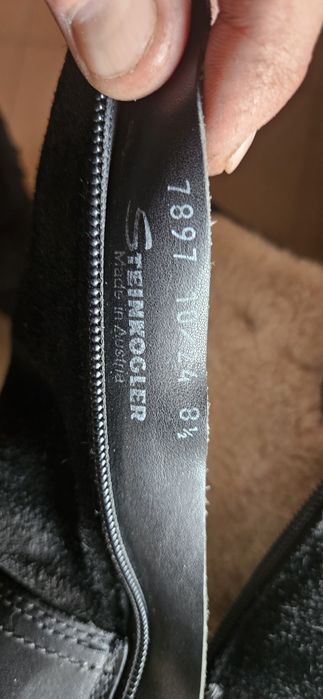 7897 10/24 8½
STEINKOGLER
Made in Austria